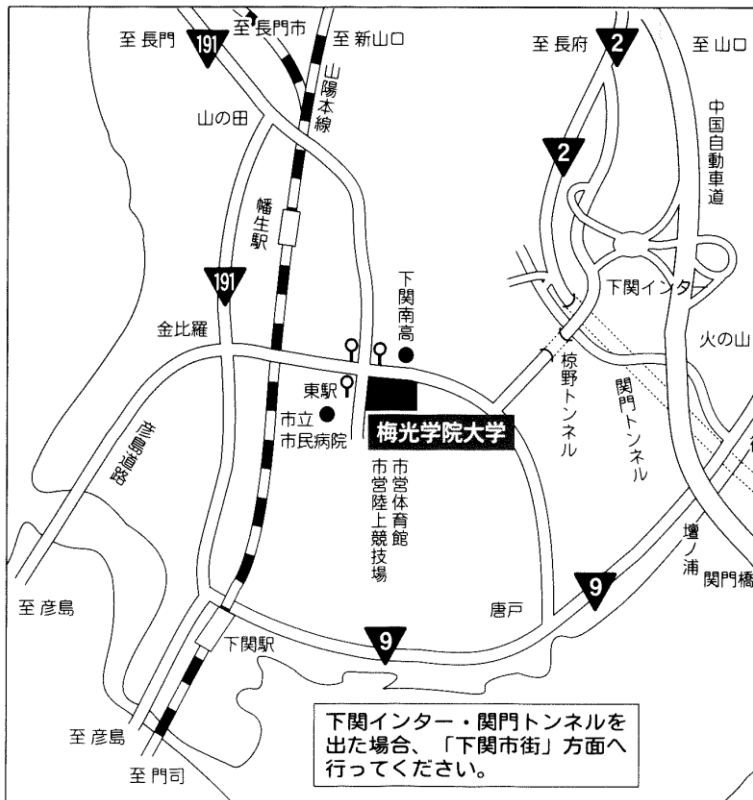 至 長門
191
至 長門市
至 新山口
至 長府
2
至 山口
山陽本線
中国自動車道
山の田
2
幡生駅
191
下関南高
下関インター
金比羅
火の山
東駅
市立
市民病院
梅光学院大学
椋野トンネル
関門トンネル
彦島道路
市営体育館
市営陸上競技場
壇ノ浦
関門橋
至 彦島
唐戸
9
下関駅
9
至 彦島
至 門司
下関インター・関門トンネルを
出た場合、「下関市街」方面へ
行ってください。